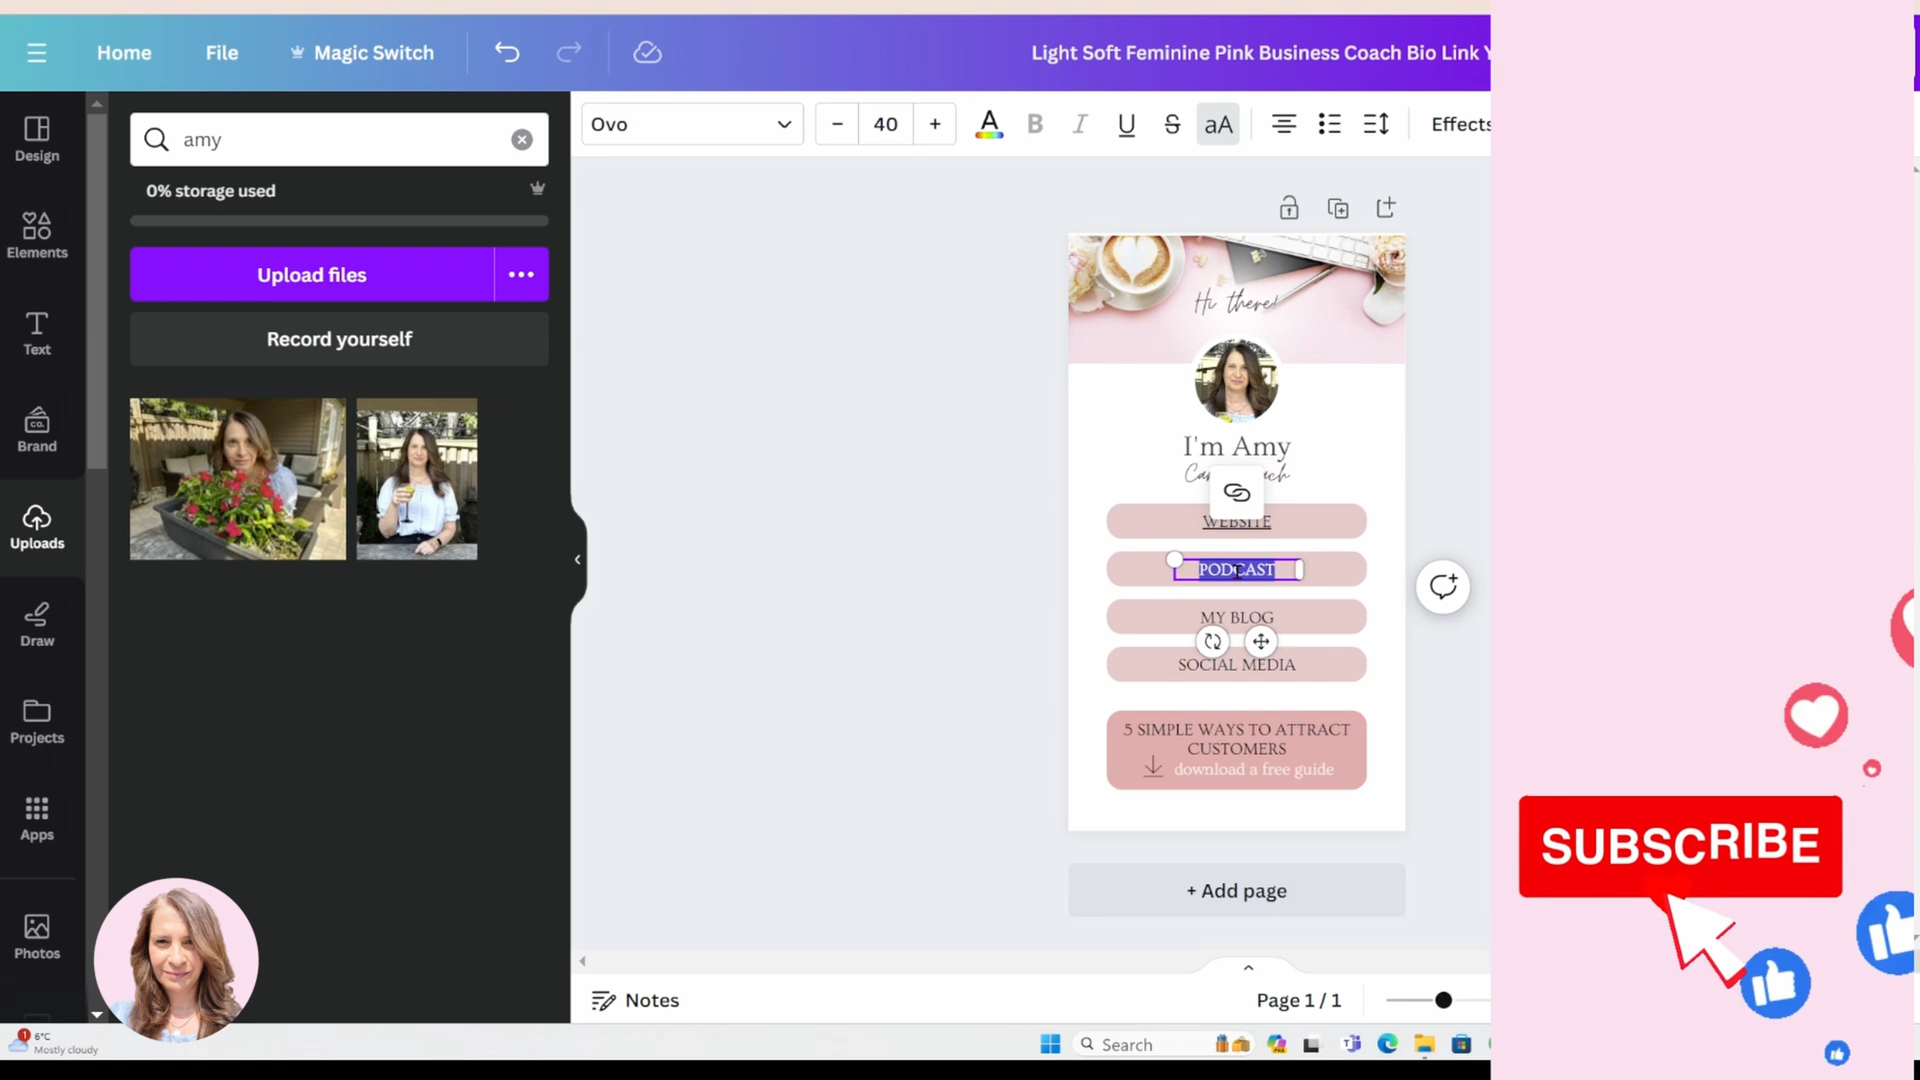 Home
File
Magic Switch
Light Soft Feminine Pink Business Coach Bio Link
Design
Elements
Text
Brand
Uploads
Draw
Projects
Apps
Photos
amy
0% storage used
Upload files
Record yourself
Ovo
40
A
B
I
U
S
aA
Effects
Hi there!
I'm Amy
WEBSITE
PODCAST
MY BLOG
SOCIAL MEDIA
5 SIMPLE WAYS TO ATTRACT
CUSTOMERS
download a free guide
+ Add page
Notes
Page 1 / 1
SUBSCRIBE
1
6°C
Mostly cloudy
Search